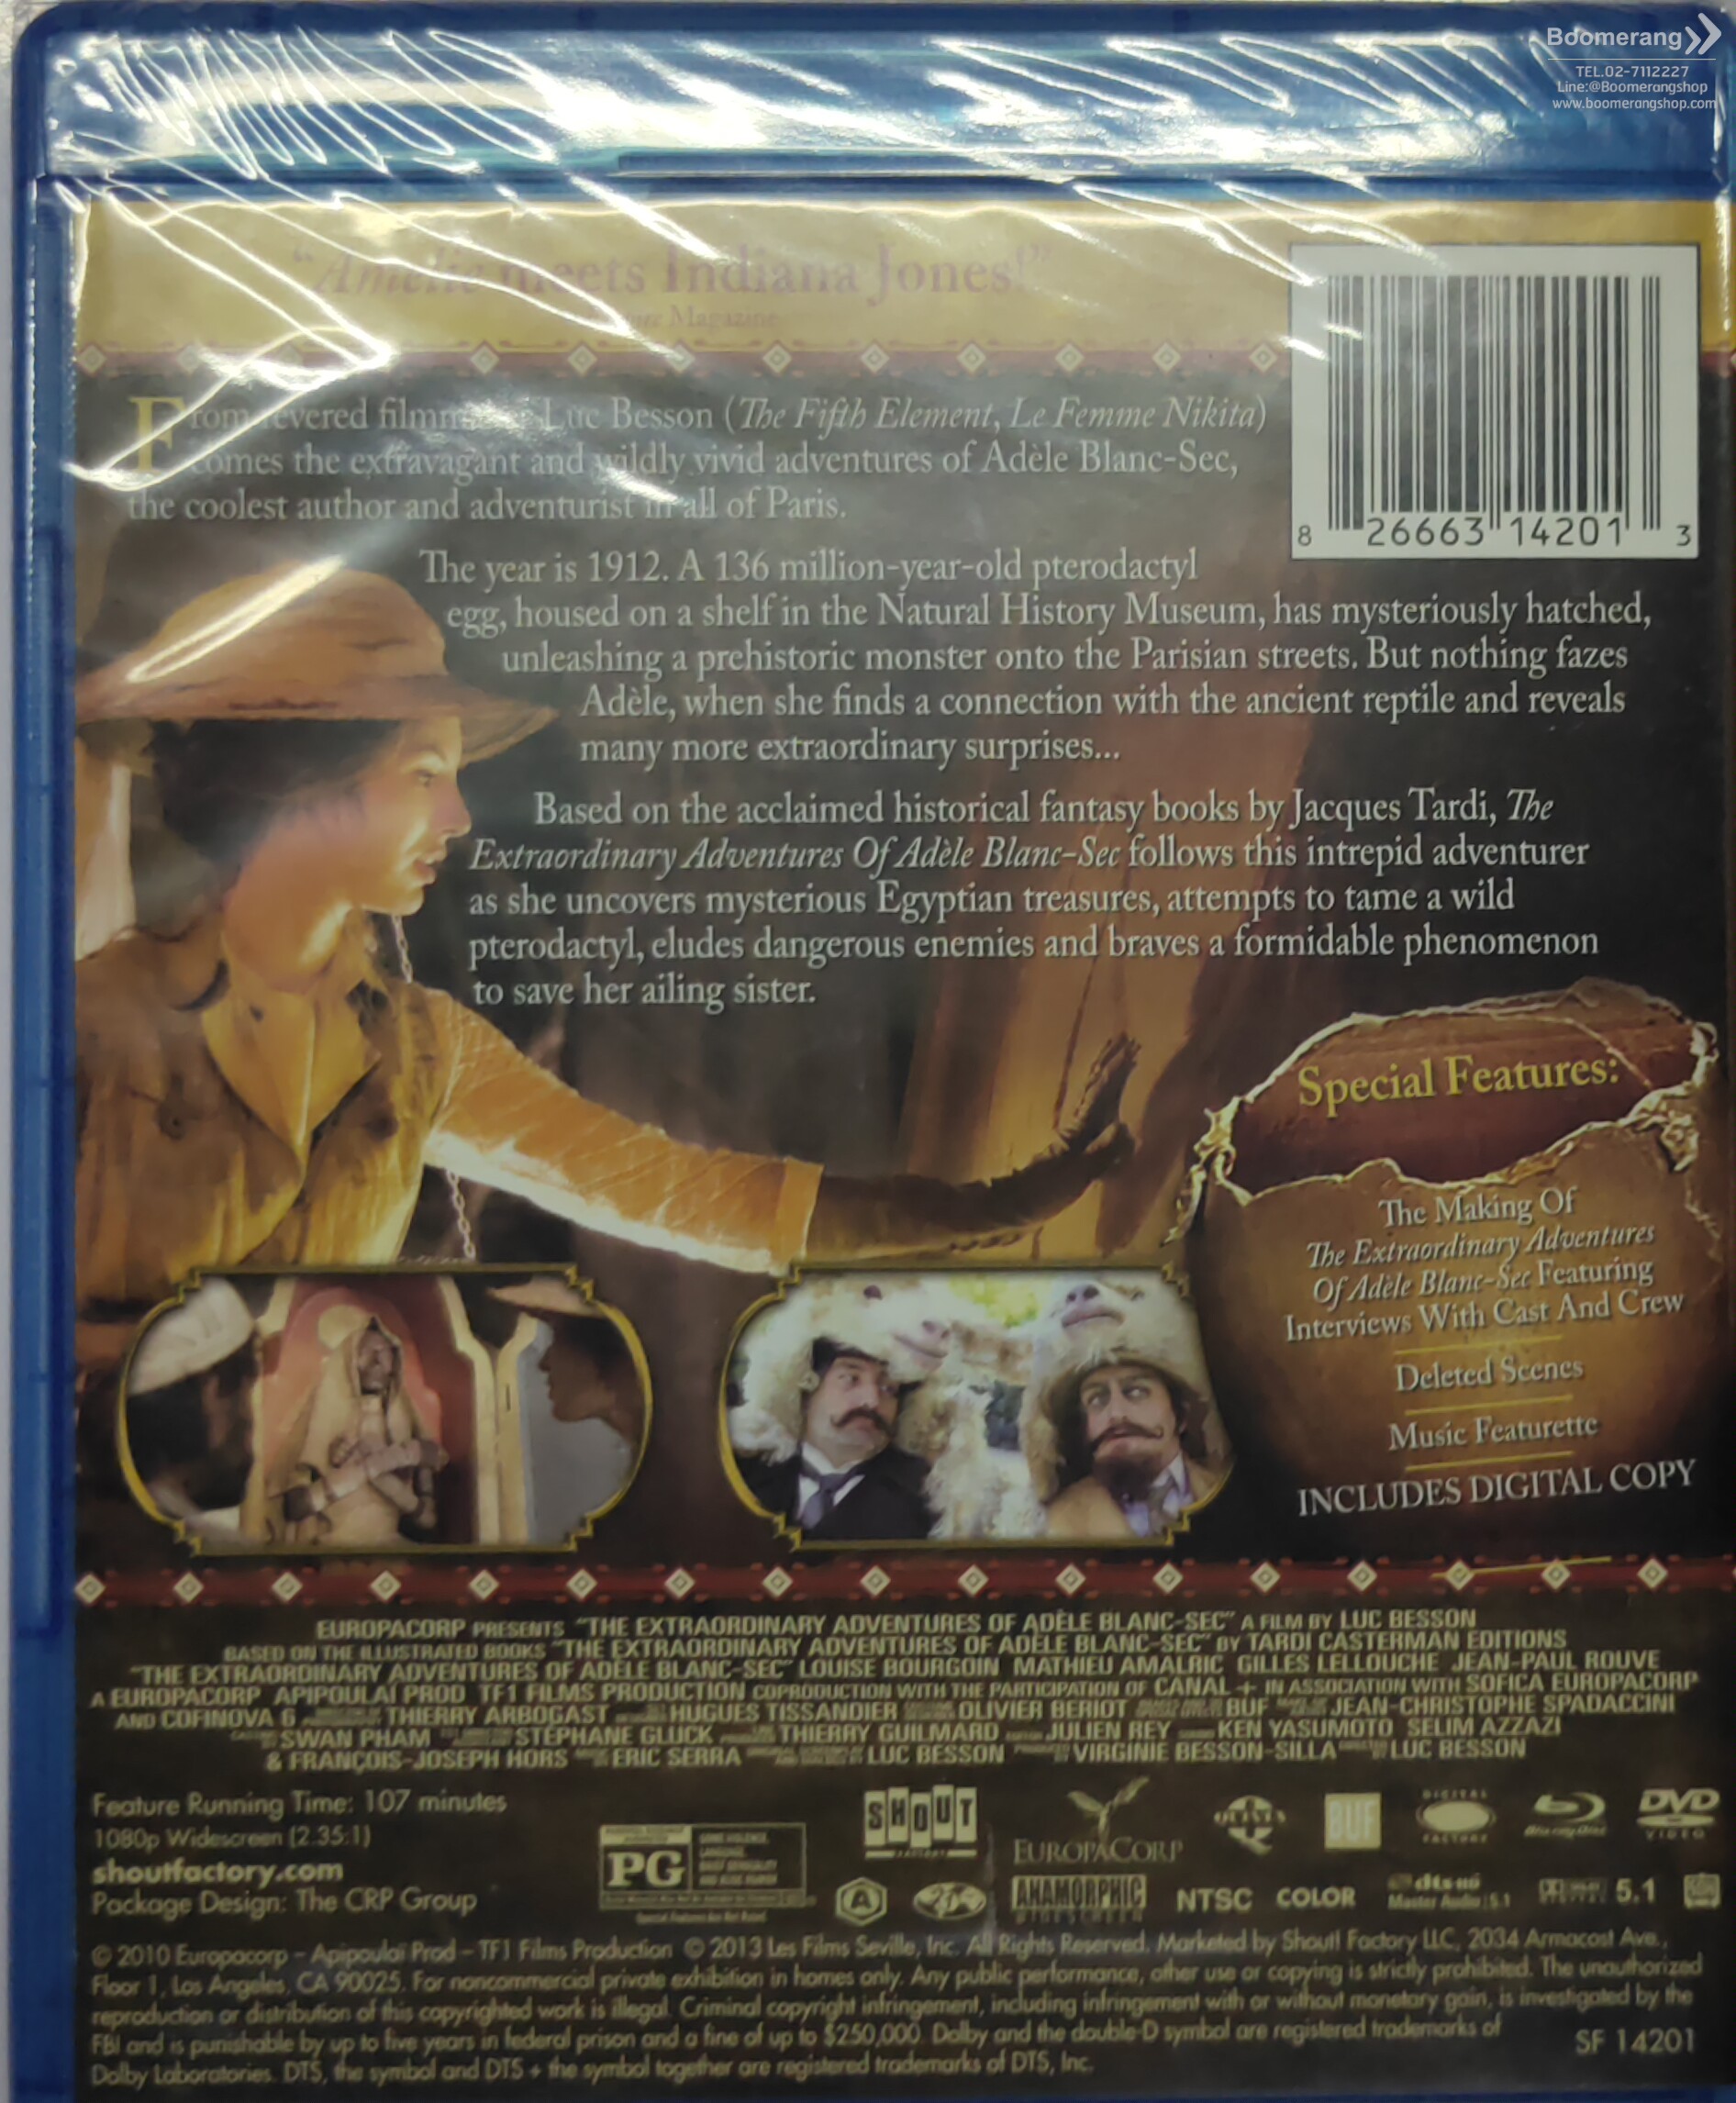 Boomerang
TEL.02-7112227
Line:@Boomerangshop
www.boomerangshop.com
“Amélie meets Indiana Jones!”
Magazine
From revered Luc Besson (The Fifth Element, Le Femme Nikita)
comes the extravagant and wildly vivid adventures of Adèle Blanc-Sec,
the coolest author and adventurist in all of Paris.
8 26663 14201 3
The year is 1912. A 136 million-year-old pterodactyl
egg, housed on a shelf in the Natural History Museum, has mysteriously hatched,
unleashing a prehistoric monster onto the Parisian streets. But nothing fazes
Adèle, when she finds a connection with the ancient reptile and reveals
many more extraordinary surprises...
Based on the acclaimed historical fantasy books by Jacques Tardi, The
Extraordinary Adventures Of Adèle Blanc-Sec follows this intrepid adventurer
as she uncovers mysterious Egyptian treasures, attempts to tame a wild
pterodactyl, eludes dangerous enemies and braves a formidable phenomenon
to save her ailing sister.
Special Features:
The Making Of
The Extraordinary Adventures
Of Adèle Blanc-Sec Featuring
Interviews With Cast And Crew
Deleted Scenes
Music Featurette
INCLUDES DIGITAL COPY
EUROPACORP PRESENTS “THE EXTRAORDINARY ADVENTURES OF ADÈLE BLANC-SEC” A FILM BY LUC BESSON
BASED ON THE ILLUSTRATED BOOKS “THE EXTRAORDINARY ADVENTURES OF ADÈLE BLANC-SEC” BY TARDI CASTERMAN EDITIONS
“THE EXTRAORDINARY ADVENTURES OF ADÈLE BLANC-SEC” LOUISE BOURGOIN MATHIEU AMALRIC GILLES LELLOUCHE JEAN-PAUL ROUVE
A EUROPACORP APIPOULAÏ PROD TF1 FILMS PRODUCTION COPRODUCTION WITH THE PARTICIPATION OF CANAL + IN ASSOCIATION WITH SOFICA EUROPACORP
AND COFINOVA 6 THIERRY ARBOGAST HUGUES TISSANDIER OLIVIER BERIOT BUF JEAN-CHRISTOPHE SPADACCINI
SWAN PHAM STÉPHANE GLUCK THIERRY GUILMARD JULIEN REY KEN YASUMOTO SELIM AZZAZI
& FRANÇOIS-JOSEPH HORS ERIC SERRA LUC BESSON VIRGINIE BESSON-SILLA LUC BESSON
Feature Running Time: 107 minutes
1080p Widescreen (2.35:1)
shoutfactory.com
Package Design: The CRP Group
PG
SHOUT
FACTORY
EUROPACORP
BUF
DIGITAL
FACTORY
Blu-ray Disc
DVD
VIDEO
A
ANAMORPHIC
WIDESCREEN
NTSC COLOR
dts HD
Master Audio 5.1
5.1
© 2010 Europacorp – Apipoulaï Prod – TF1 Films Production © 2013 Les Films Seville, Inc. All Rights Reserved. Marketed by Shout! Factory LLC, 2034 Armacost Ave.,
Floor 1, Los Angeles, CA 90025. For noncommercial private exhibition in homes only. Any public performance, other use or copying is strictly prohibited. The unauthorized
reproduction or distribution of this copyrighted work is illegal. Criminal copyright infringement, including infringement with or without monetary gain, is investigated by the
FBI and is punishable by up to five years in federal prison and a fine of up to $250,000. Dolby and the double-D symbol are registered trademarks of
Dolby Laboratories. DTS, the symbol and DTS + the symbol together are registered trademarks of DTS, Inc.
SF 14201